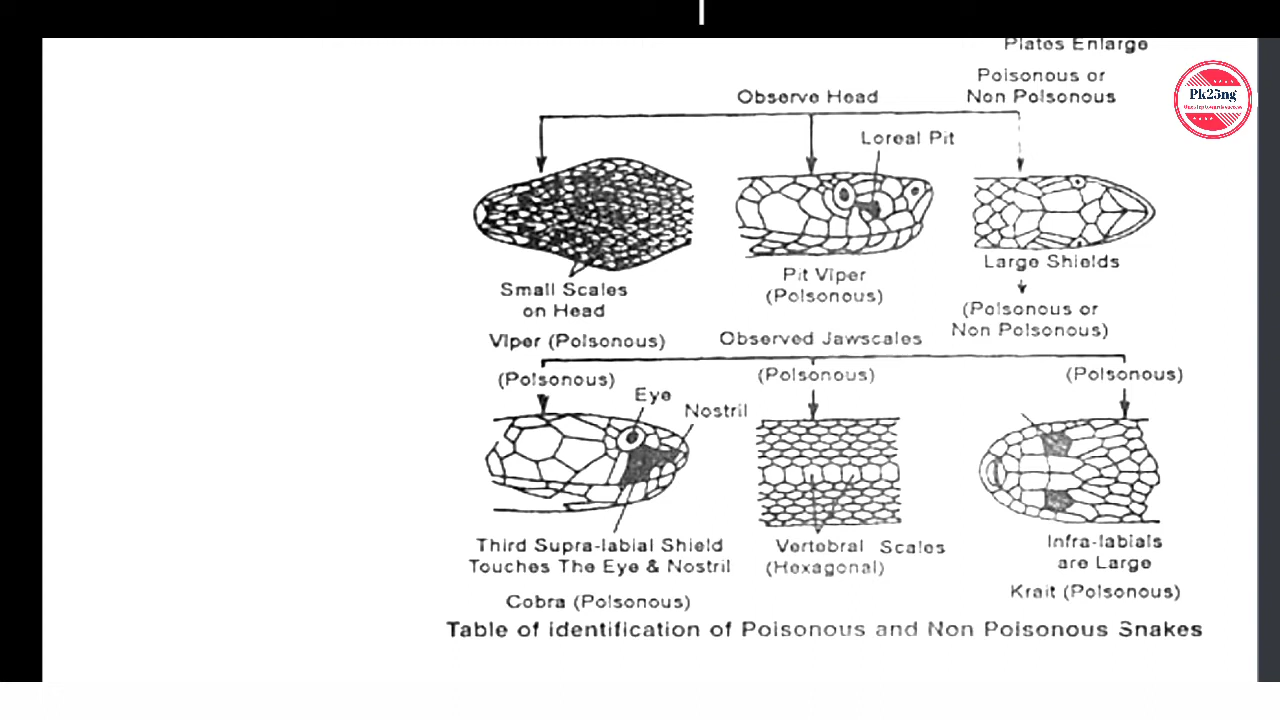 Plates Enlarge
Poisonous or
Non Poisonous
Observe Head
Loreal Pit
Pk25ng
Small Scales
on Head
Viper (Poisonous)
Pit Viper
(Poisonous)
Large Shields
(Poisonous or
Non Poisonous)
Observed Jawscales
(Poisonous)
(Poisonous)
(Poisonous)
Eye
Nostril
Third Supra-labial Shield
Touches The Eye & Nostril
Cobra (Poisonous)
Vertebral Scales
(Hexagonal)
Infra-labials
are Large
Krait (Poisonous)
Table of identification of Poisonous and Non Poisonous Snakes